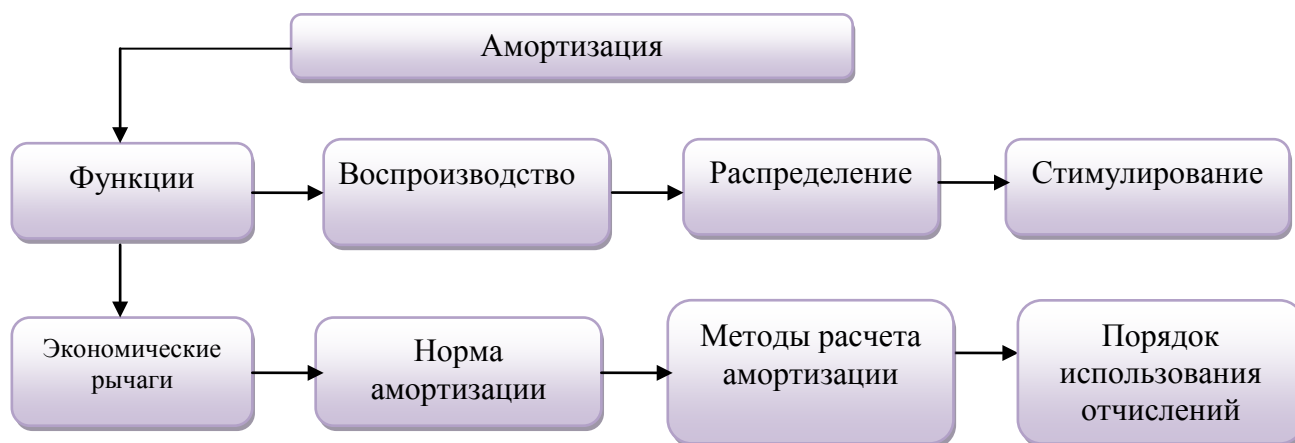 Амортизация
Функции
Воспроизводство
Распределение
Стимулирование
Экономические
рычаги
Норма
амортизации
Методы расчета
амортизации
Порядок
использования
отчислений